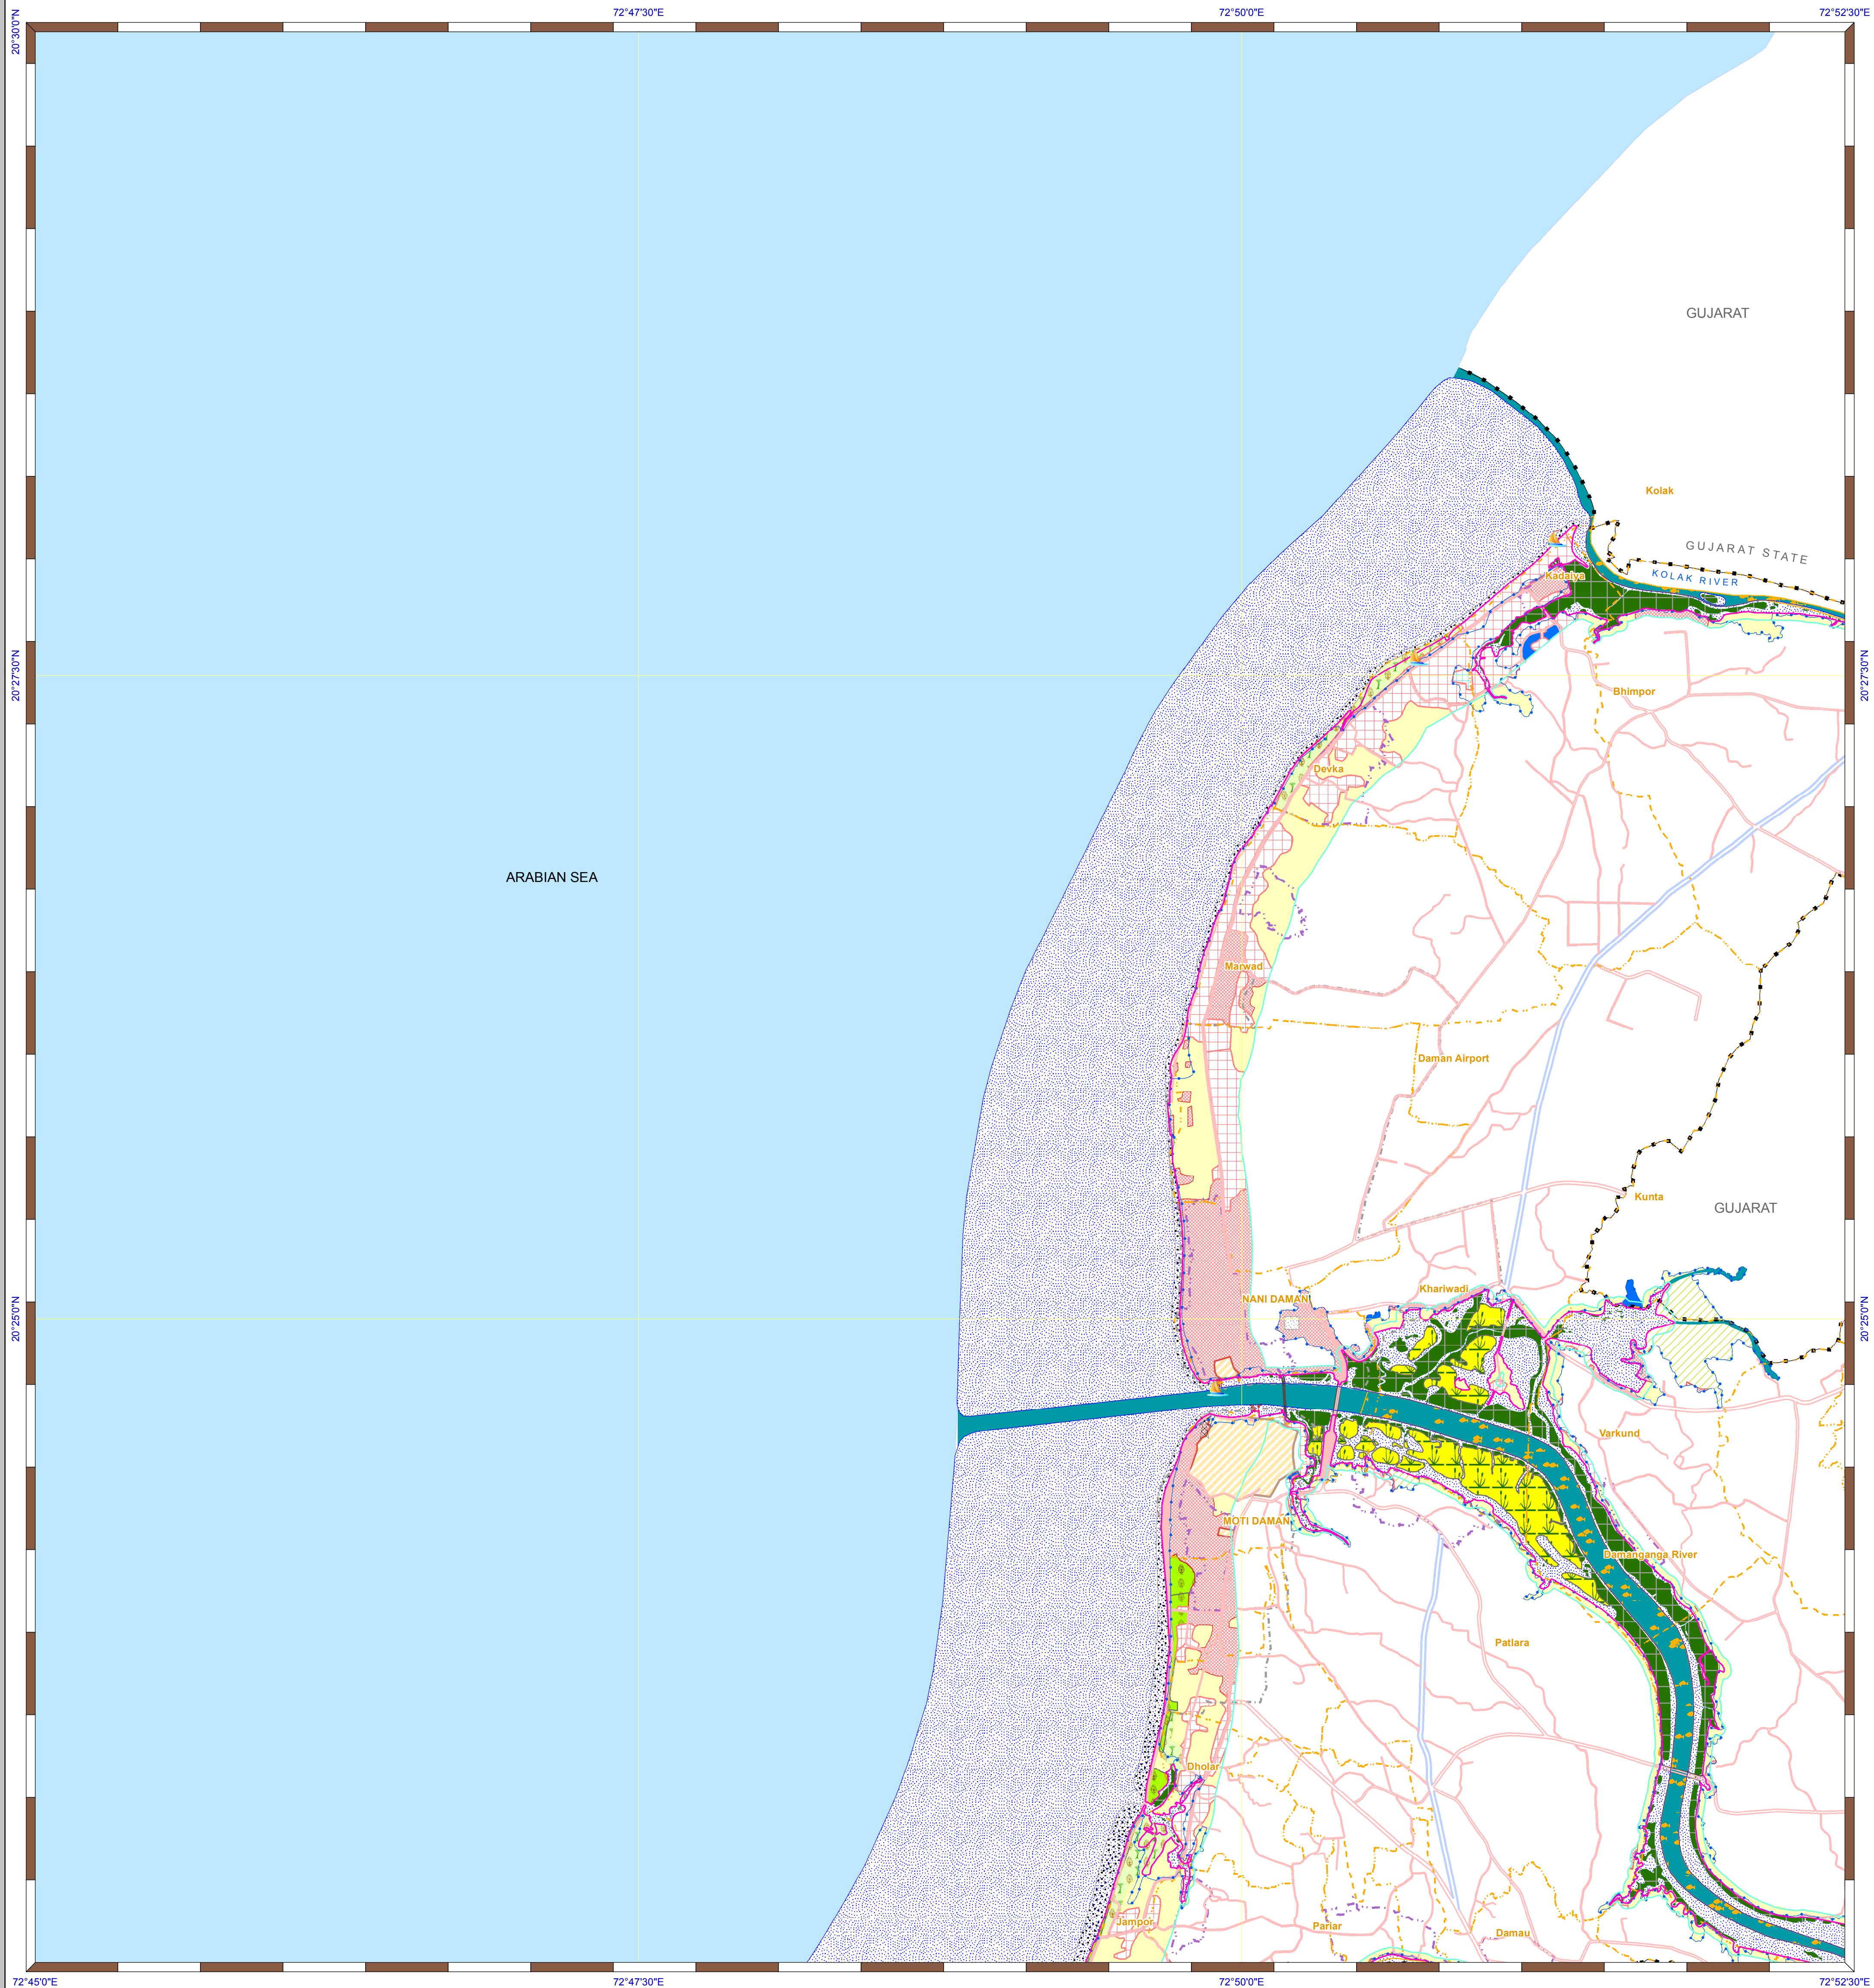 72°47'30"E
72°50'0"E
72°52'30"E
20°30'0"N
GUJARAT
Kolak
GUJARAT STATE
KOLAK RIVER
Kadaiya
20°27'30"N
20°27'30"N
Bhimpor
Devka
ARABIAN SEA
Marwad
Daman Airport
Kunta
GUJARAT
Khariwadi
NANI DAMAN
20°25'0"N
20°25'0"N
Varkund
MOTI DAMAN
Damanganga River
Patlara
Dholar
Jampor
Pariar
Damau
72°45'0"E
72°47'30"E
72°50'0"E
72°52'30"E